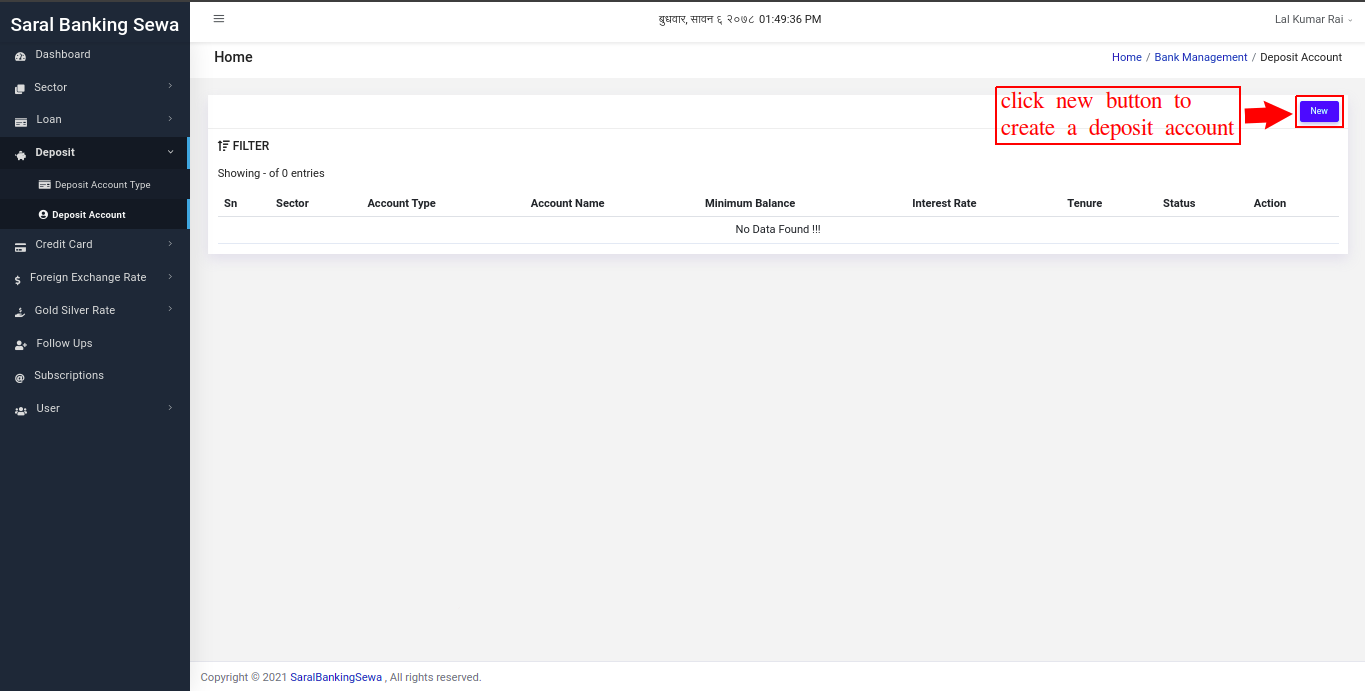 Saral Banking Sewa
बुधवार, सावन ६ २०७८ 01:49:36 PM
Lal Kumar Rai
Dashboard
Sector
Loan
Deposit
Deposit Account Type
Deposit Account
Credit Card
Foreign Exchange Rate
Gold Silver Rate
Follow Ups
Subscriptions
User
Home
Home / Bank Management / Deposit Account
click new button to
create a deposit account
New
FILTER
Showing - of 0 entries
Sn Sector Account Type Account Name Minimum Balance Interest Rate Tenure Status Action
No Data Found !!!
Copyright © 2021 SaralBankingSewa , All rights reserved.